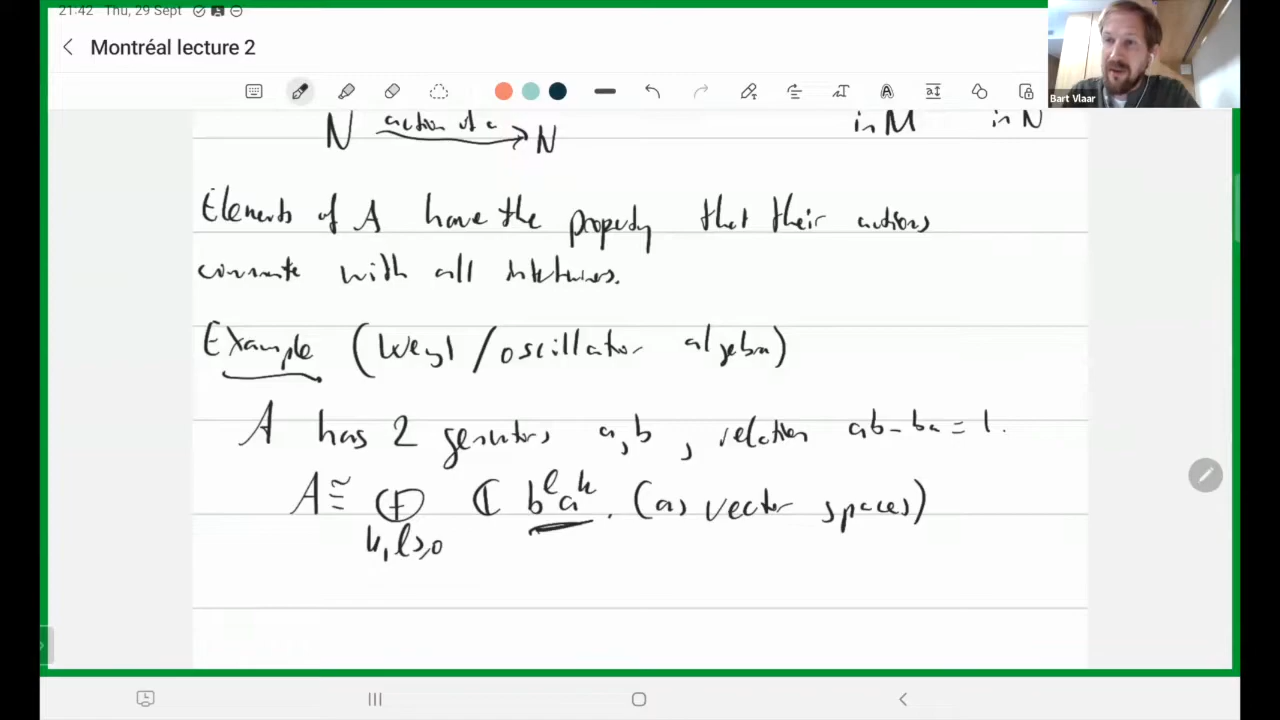 21:42 Thu, 29 Sept
Montréal lecture 2
Bart Vlaar
N action of a N in M in N
Elements of A have the property that their actions
commute with all intertwiners.
Example (Weyl / oscillator algebra)
A has 2 generators a, b, relation ab - ba = 1.
A ≅ ⊕ ℂ bˡaᵏ. (as vector spaces)
k, l ≥ 0